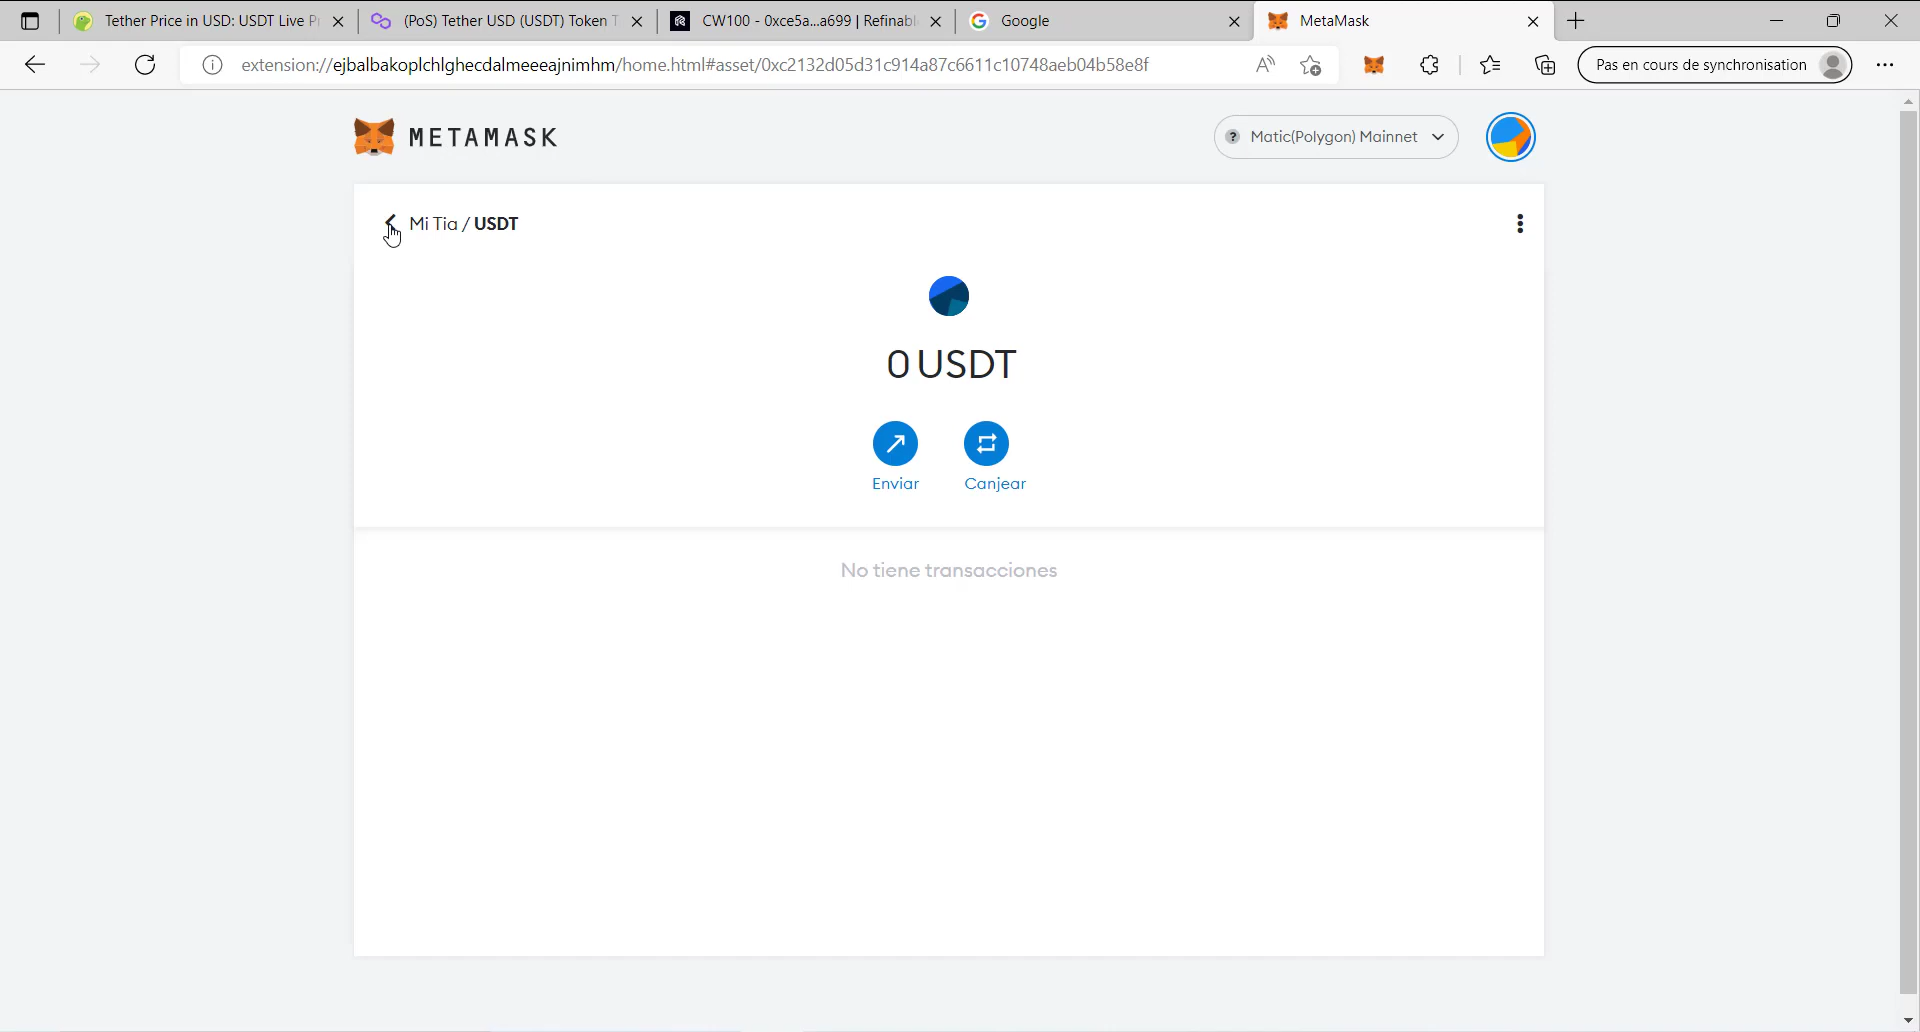 Tether Price in USD: USDT Live Pr
(PoS) Tether USD (USDT) Token T
CW100 - 0xce5a...a699 | Refinabl
Google
MetaMask
extension://ejbalbakoplchlghecdalmeeeajnimhm/home.html#asset/0xc2132d05d31c914a87c6611c10748aeb04b58e8f
Pas en cours de synchronisation
METAMASK
Matic(Polygon) Mainnet
Mi Tia / USDT
0 USDT
Enviar
Canjear
No tiene transacciones